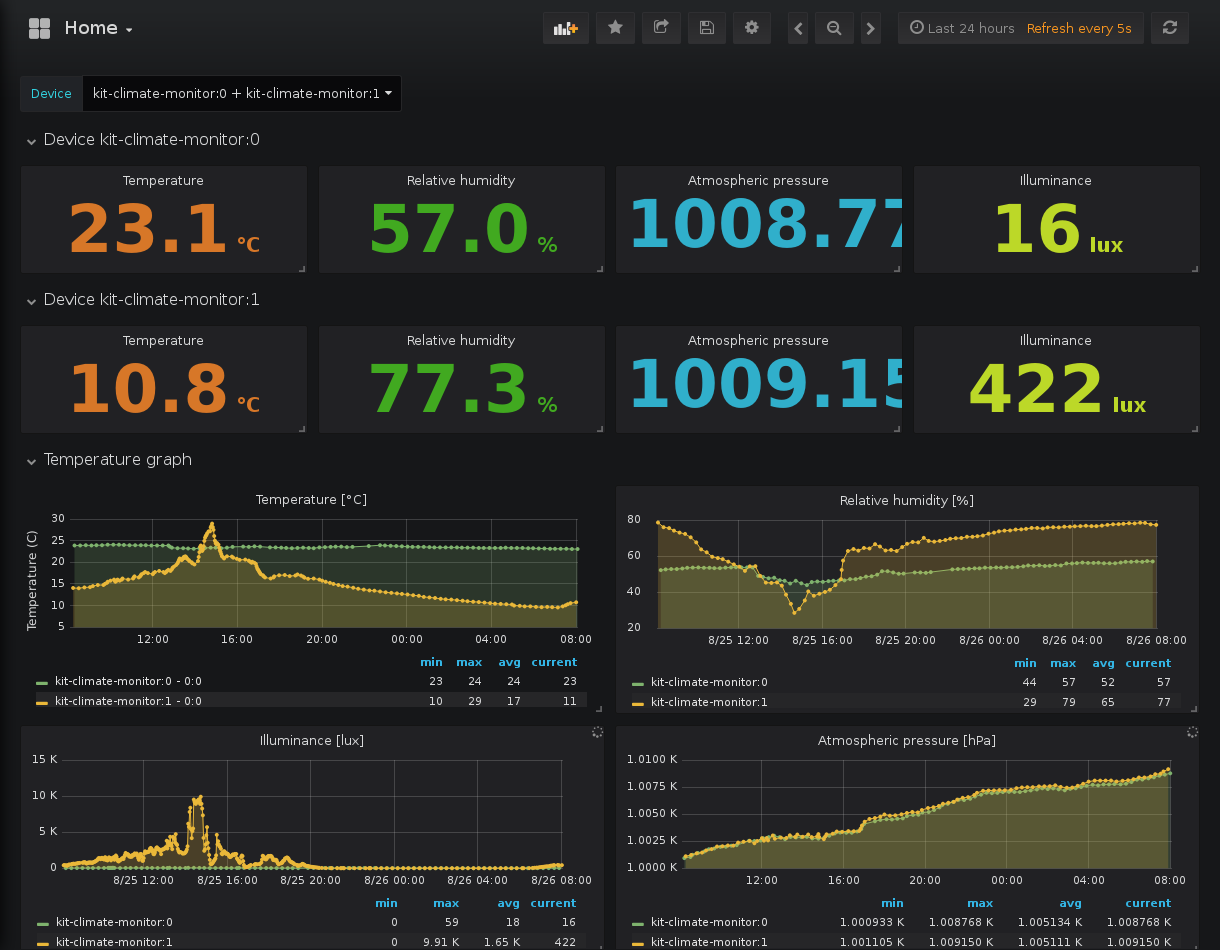 Home
Last 24 hours Refresh every 5s
Device kit-climate-monitor:0 + kit-climate-monitor:1
Device kit-climate-monitor:0
Temperature Relative humidity Atmospheric pressure Illuminance
23.1 °C 57.0 % 1008.77 16 lux
Device kit-climate-monitor:1
Temperature Relative humidity Atmospheric pressure Illuminance
10.8 °C 77.3 % 1009.15 422 lux
Temperature graph
Temperature [°C]
Temperature (C)
30
25
20
15
10
5
12:00 16:00 20:00 00:00 04:00 08:00
min max avg current
kit-climate-monitor:0 - 0:0 23 24 24 23
kit-climate-monitor:1 - 0:0 10 29 17 11
Relative humidity [%]
80
60
40
20
8/25 12:00 8/25 16:00 8/25 20:00 8/26 00:00 8/26 04:00 8/26 08:00
min max avg current
kit-climate-monitor:0 44 57 52 57
kit-climate-monitor:1 29 79 65 77
Illuminance [lux]
15 K
10 K
5 K
0
8/25 12:00 8/25 16:00 8/25 20:00 8/26 00:00 8/26 04:00 8/26 08:00
min max avg current
kit-climate-monitor:0 0 59 18 16
kit-climate-monitor:1 0 9.91 K 1.65 K 422
Atmospheric pressure [hPa]
1.0100 K
1.0075 K
1.0050 K
1.0025 K
1.0000 K
12:00 16:00 20:00 00:00 04:00 08:00
min max avg current
kit-climate-monitor:0 1.000933 K 1.008768 K 1.005134 K 1.008768 K
kit-climate-monitor:1 1.001105 K 1.009150 K 1.005111 K 1.009150 K